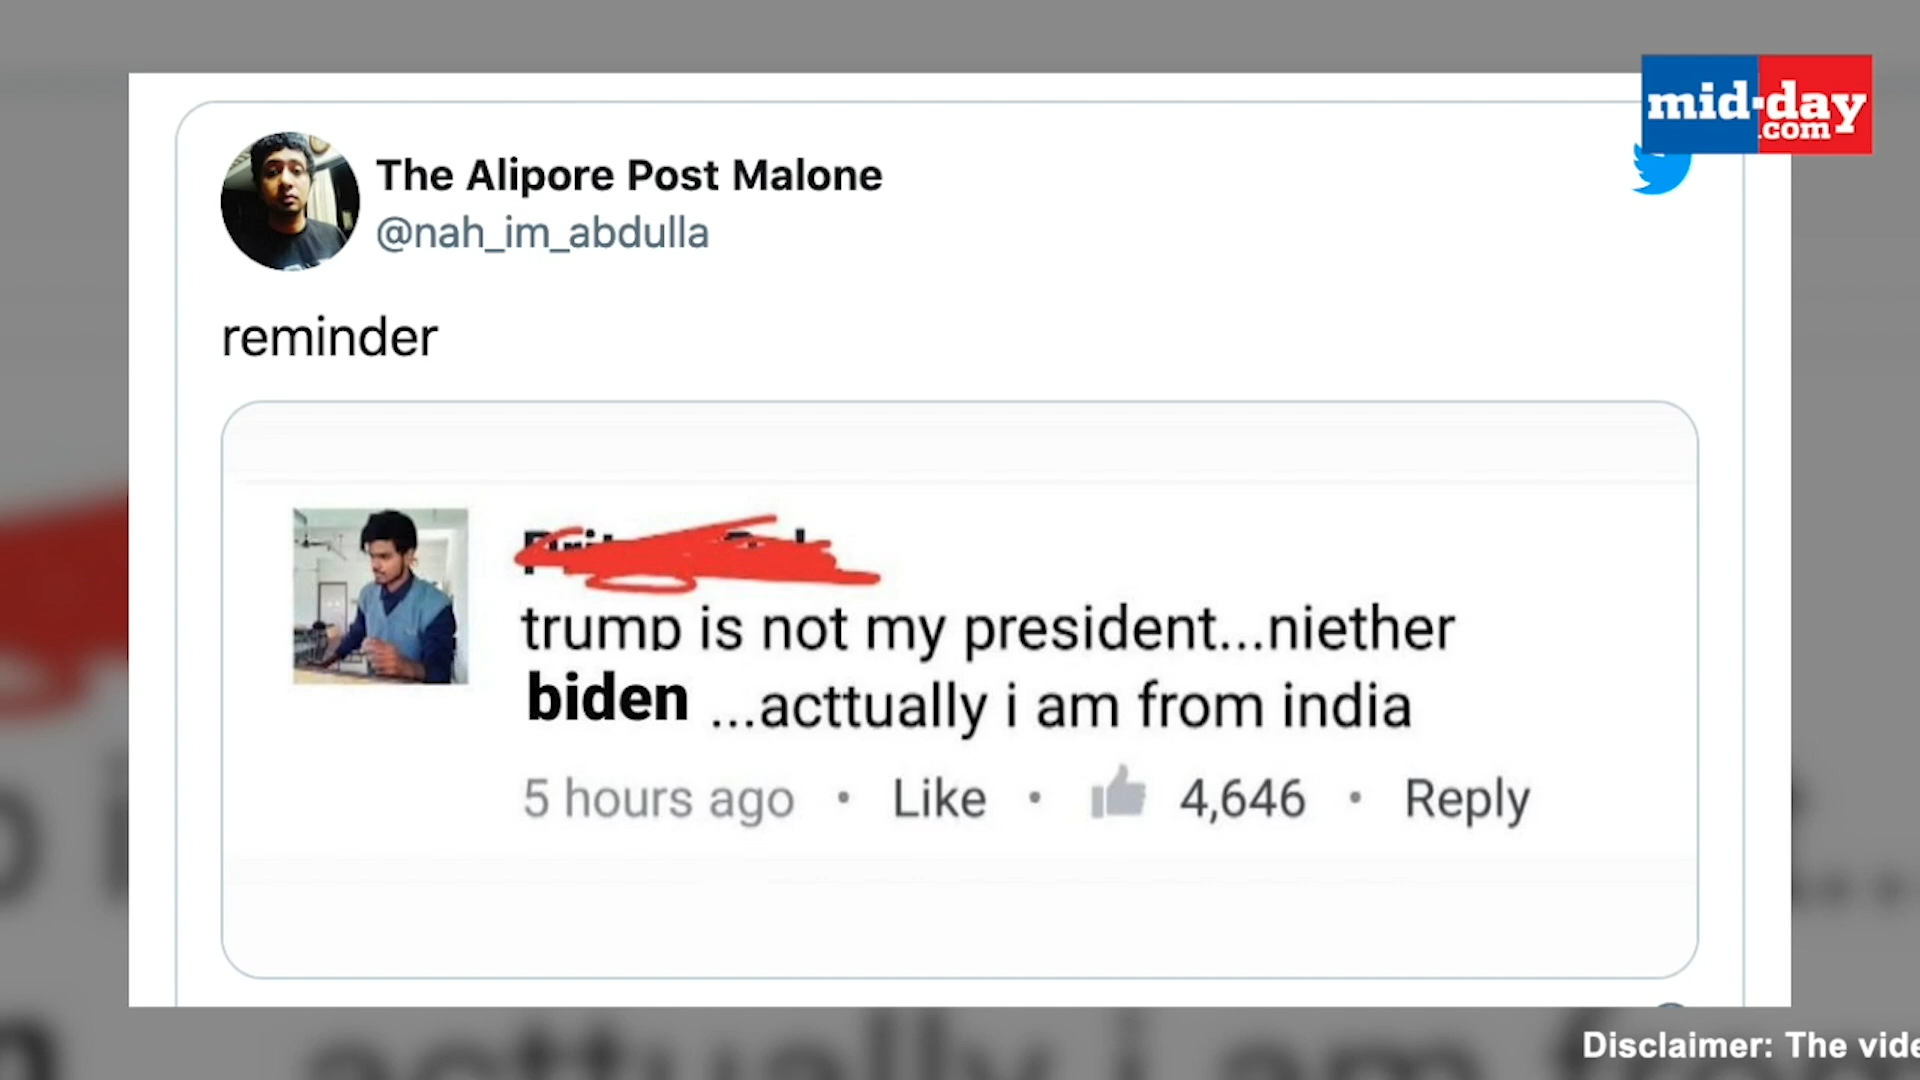 mid-day
.com
The Alipore Post Malone
@nah_im_abdulla
reminder
trump is not my president...niether
biden ...acttually i am from india
5 hours ago • Like • 4,646 • Reply
Disclaimer: The vide